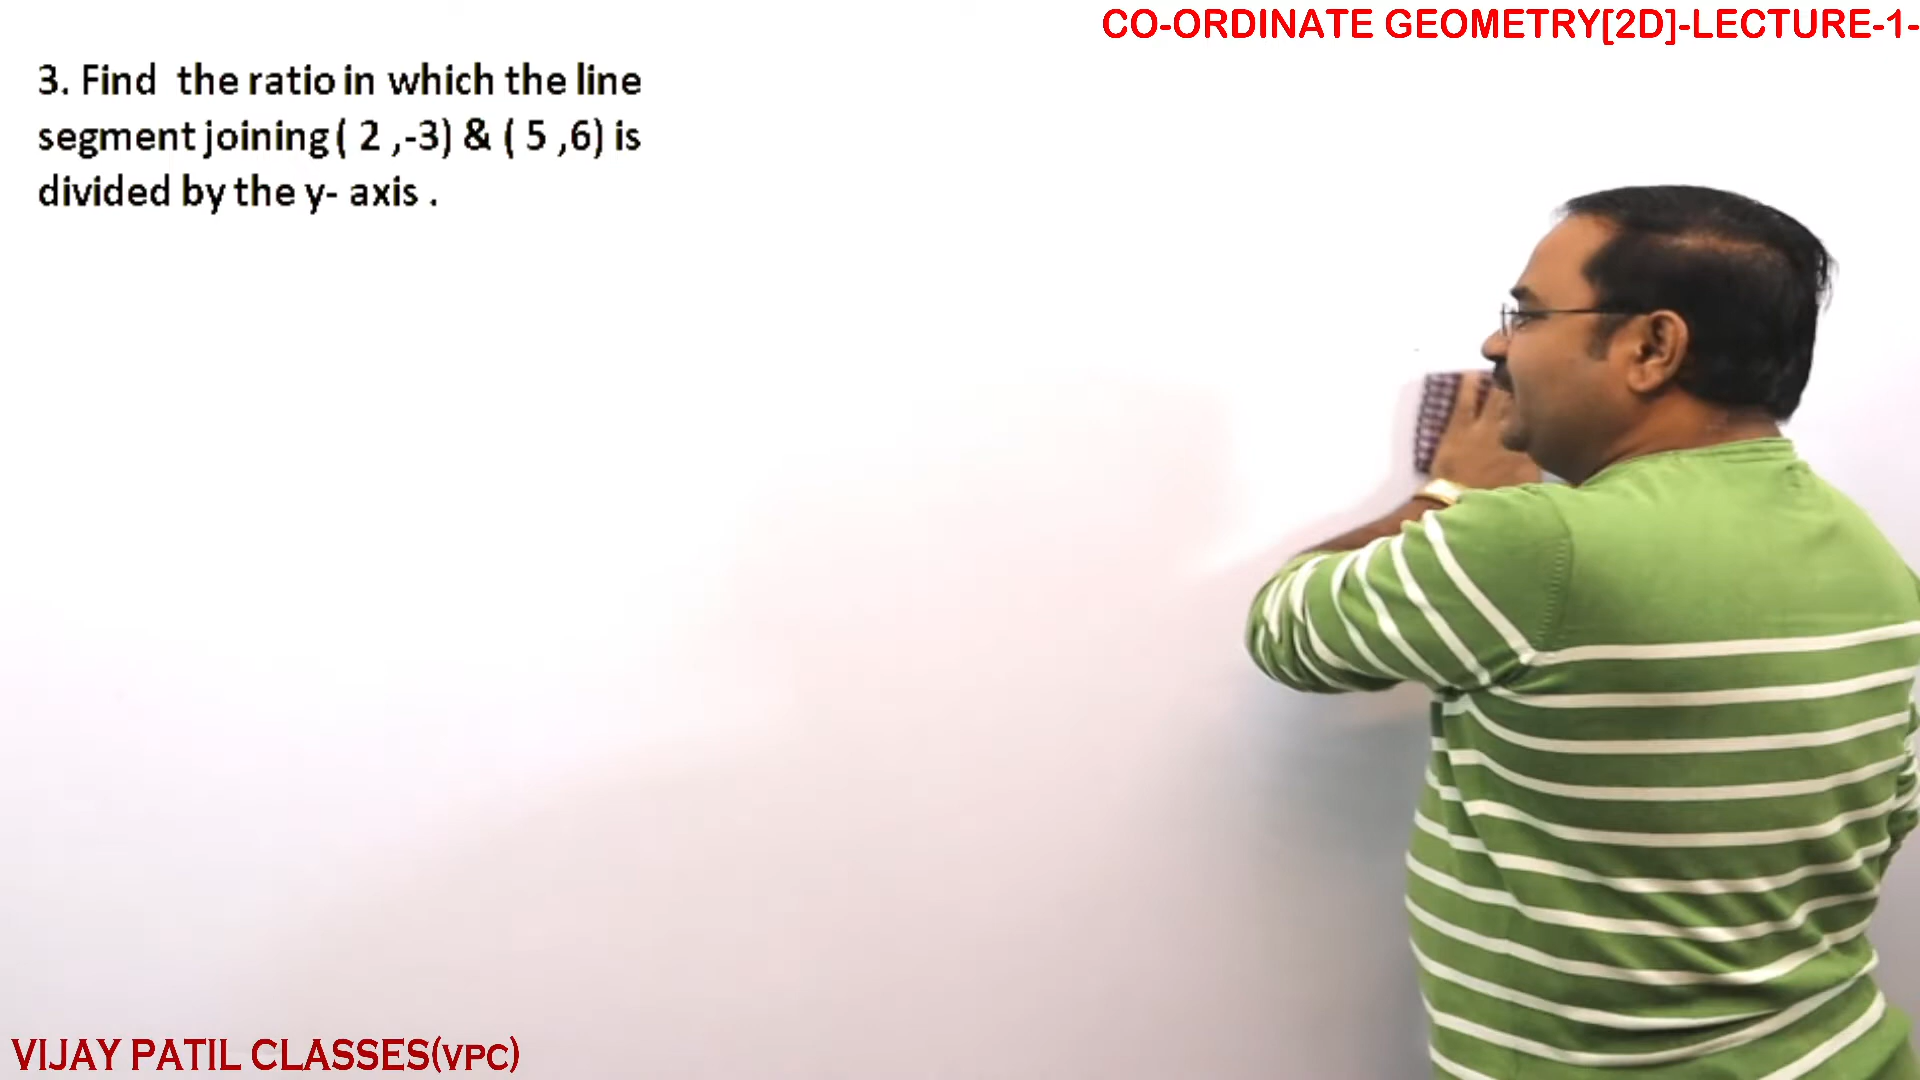 CO-ORDINATE GEOMETRY[2D]-LECTURE-1-
3. Find the ratio in which the line
segment joining ( 2 ,-3) & ( 5 ,6) is
divided by the y- axis .
VIJAY PATIL CLASSES(VPC)